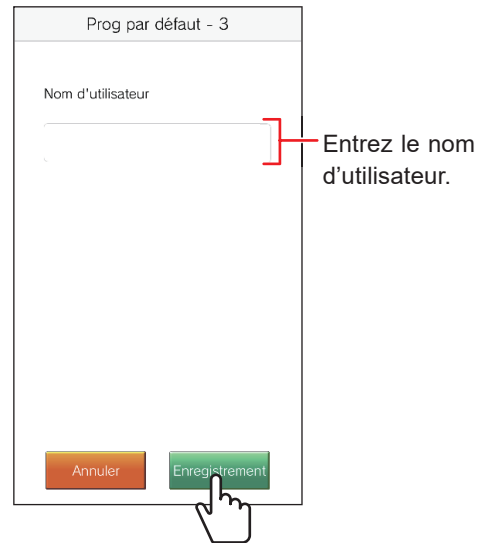 Prog par défaut - 3
Nom d'utilisateur
Entrez le nom
d’utilisateur.
Annuler
Enregistrement